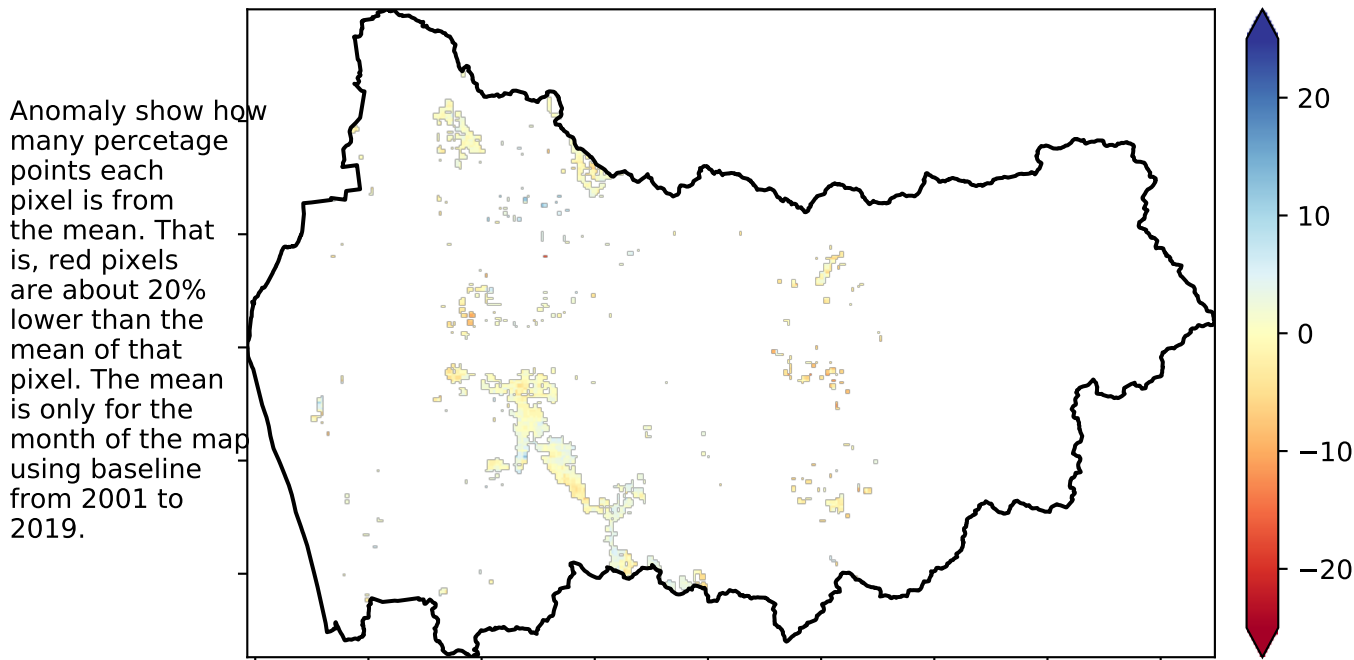 Anomaly show how
many percetage
points each
pixel is from
the mean. That
is, red pixels
are about 20%
lower than the
mean of that
pixel. The mean
is only for the
month of the map
using baseline
from 2001 to
2019.
20
10
0
−10
−20